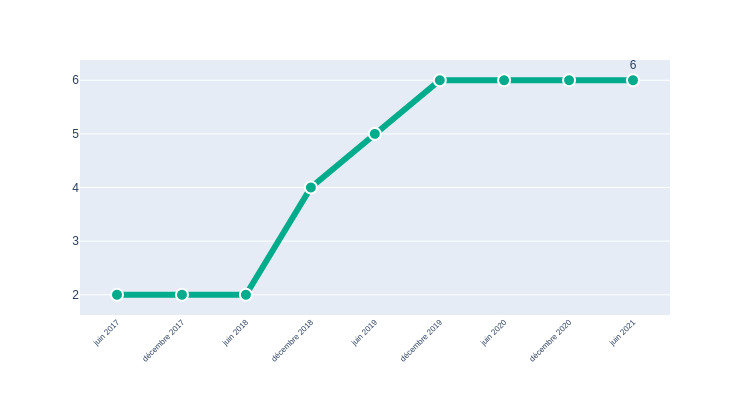 6
6
5
4
3
2
juin 2017
décembre 2017
juin 2018
décembre 2018
juin 2019
décembre 2019
juin 2020
décembre 2020
juin 2021